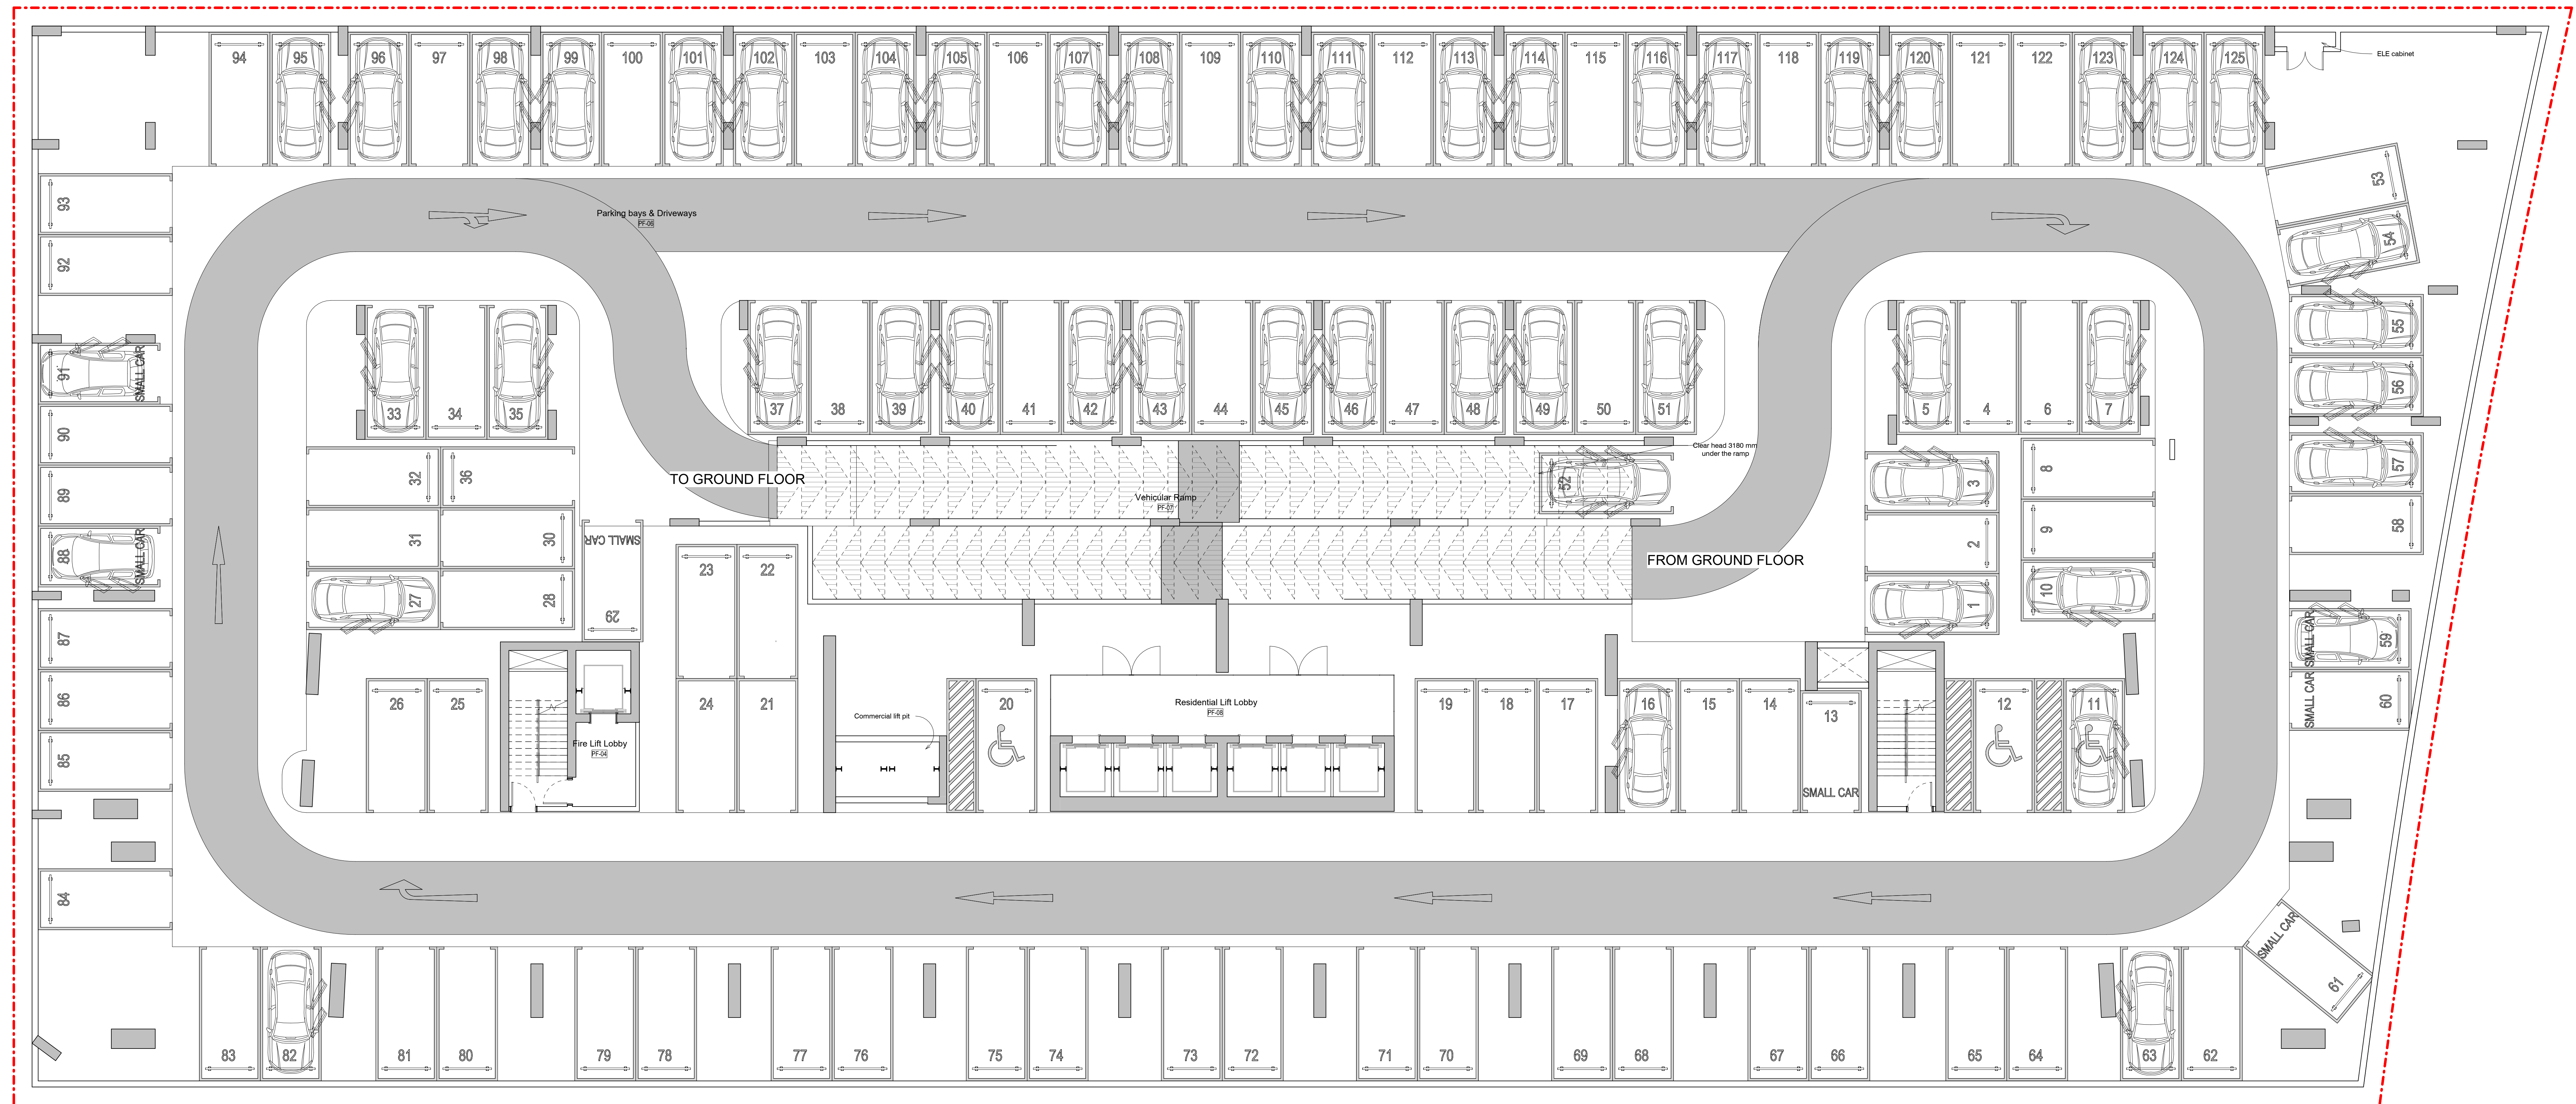 94 95 96 97 98 99 100 101 102 103 104 105 106 107 108 109 110 111 112 113 114 115 116 117 118 119 120 121 122 123 124 125
ELE cabinet
93
92
91
SMALL CAR
90
89
88
SMALL CAR
87
86
85
84
Parking bays & Driveways
PF-06
53
54
55
56
57
58
59
SMALL CAR
60
SMALL CAR
61
SMALL CAR
33 34 35
37 38 39 40 41 42 43 44 45 46 47 48 49 50 51
5 4 6 7
32 36
31 30
27 28
29
SMALL CAR
TO GROUND FLOOR
Vehicular Ramp
PF-07
52
Clear head 3180 mm
under the ramp
FROM GROUND FLOOR
3 8
2 9
1 10
23 22
24 21
26 25
Fire Lift Lobby
PF-04
Commercial lift pit
20
Residential Lift Lobby
PF-08
19 18 17 16 15 14 13
SMALL CAR
12 11
83 82 81 80 79 78 77 76 75 74 73 72 71 70 69 68 67 66 65 64 63 62